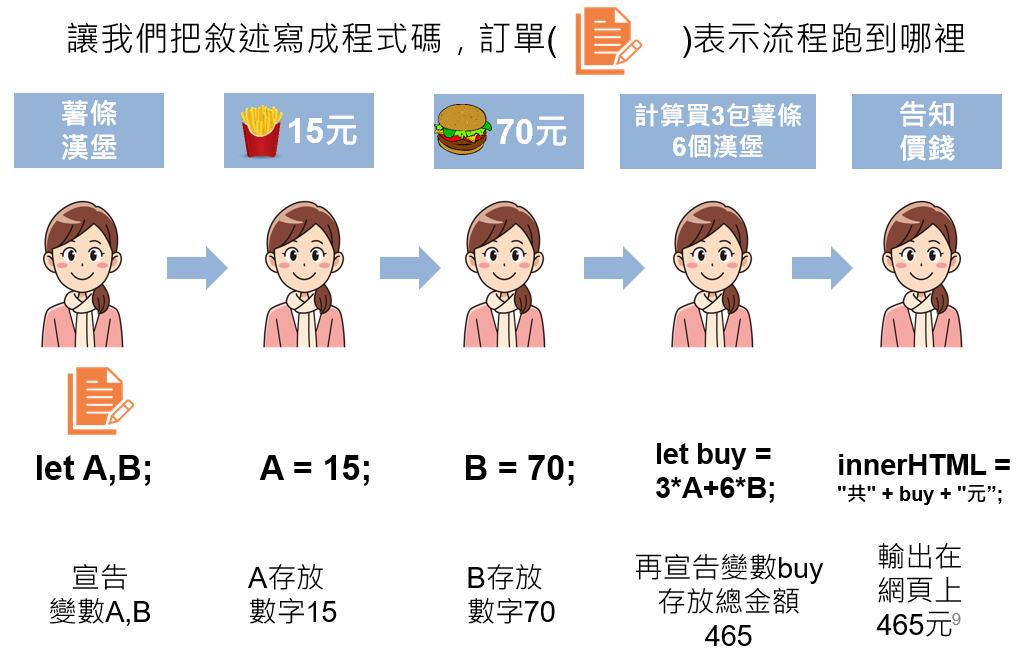 讓我們把敘述寫成程式碼，訂單( )表示流程跑到哪裡
薯條
漢堡
15元
70元
計算買3包薯條
6個漢堡
告知
價錢
let A,B;
A = 15;
B = 70;
let buy =
3*A+6*B;
innerHTML =
"共" + buy + "元”;
宣告
變數A,B
A存放
數字15
B存放
數字70
再宣告變數buy
存放總金額
465
輸出在
網頁上
465元
9